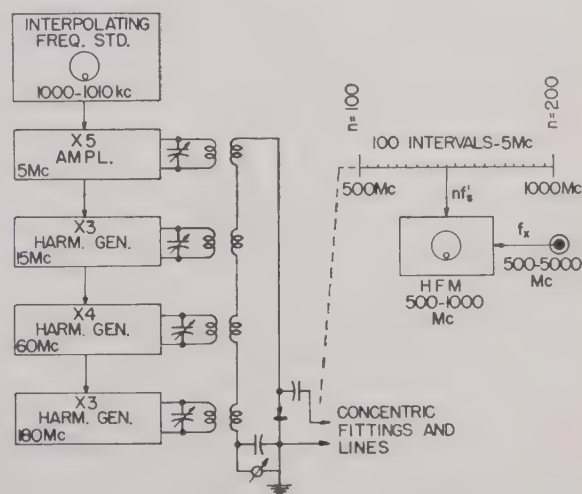 INTERPOLATING
FREQ. STD.
1000-1010kc
X5
AMPL.
5Mc
X3
HARM. GEN.
15Mc
X4
HARM. GEN.
60Mc
X3
HARM. GEN.
180Mc
n=100
n=200
100 INTERVALS-5Mc
500Mc
1000Mc
nf's
fx
HFM
500-1000
Mc
500-5000
Mc
CONCENTRIC
FITTINGS AND
LINES